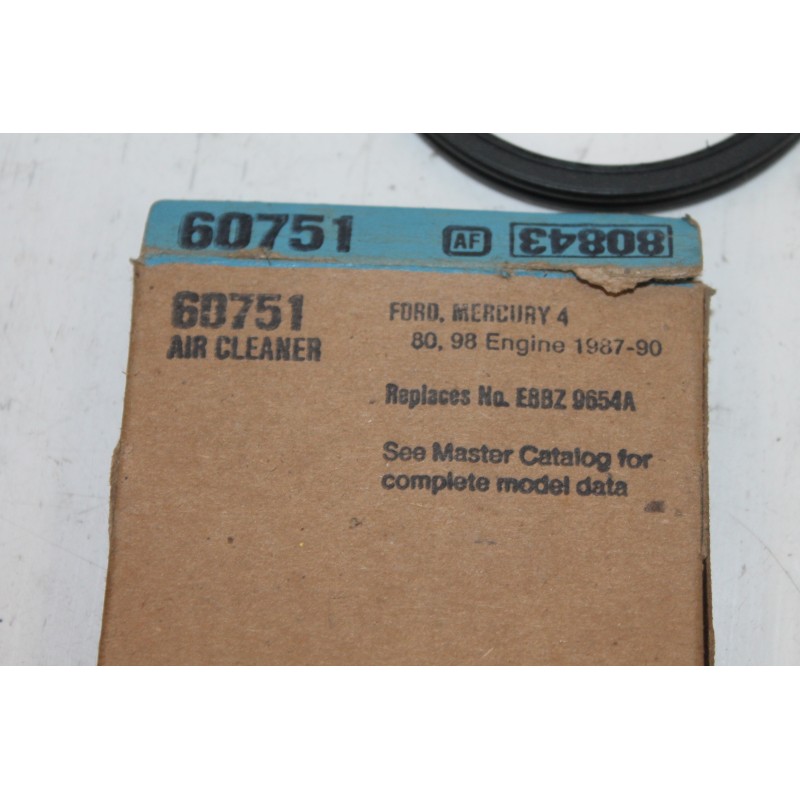 60751 AF 80843
60751
AIR CLEANER
FORD, MERCURY 4
80, 98 Engine 1987-90
Replaces No. E8BZ 9654A
See Master Catalog for
complete model data